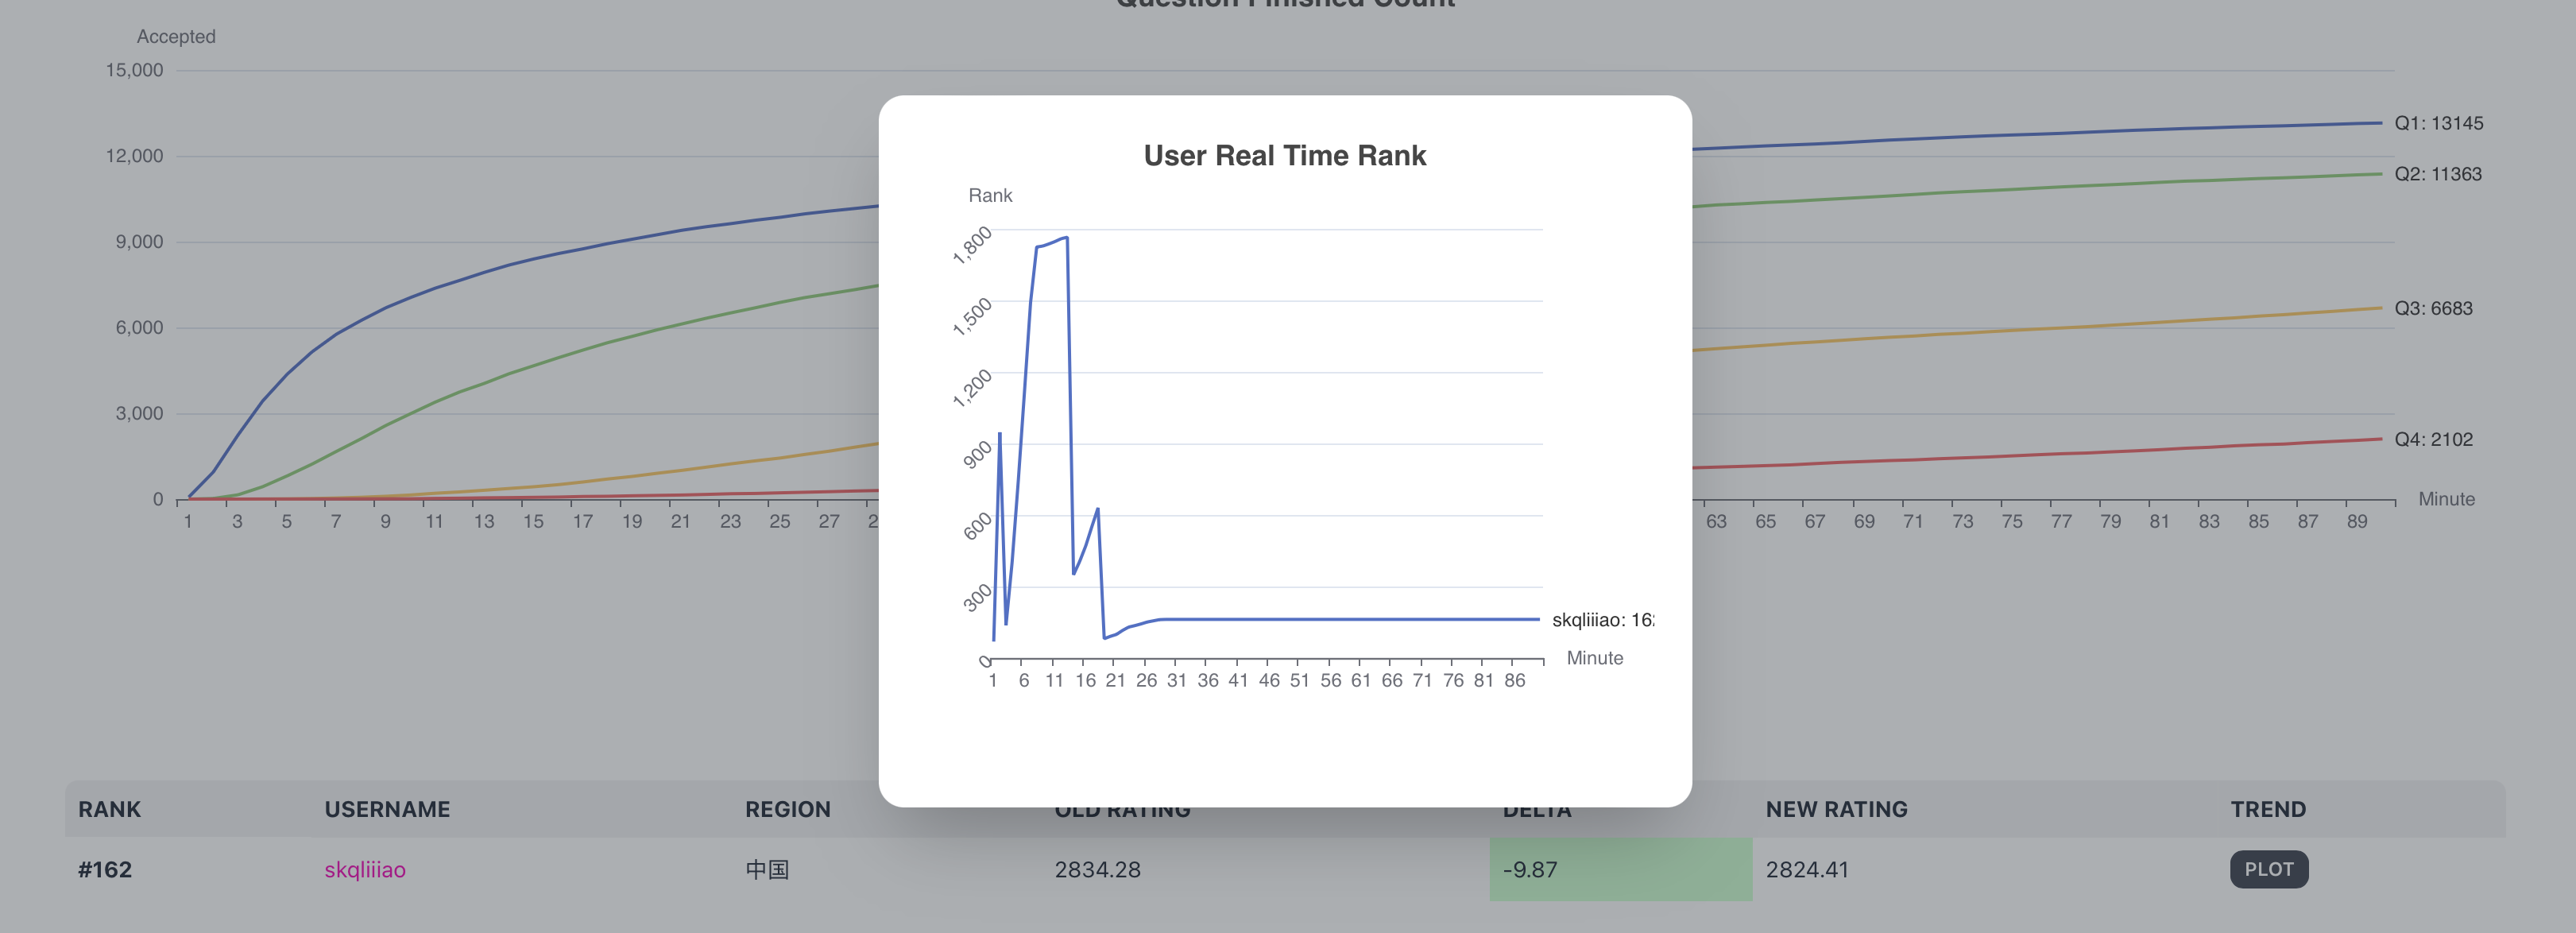 Question Finished Count
Accepted
15,000
12,000
9,000
6,000
3,000
0
1 3 5 7 9 11 13 15 17 19 21 23 25 27 2
63 65 67 69 71 73 75 77 79 81 83 85 87 89
Minute
Q1: 13145
Q2: 11363
Q3: 6683
Q4: 2102
User Real Time Rank
Rank
1,800
1,500
1,200
900
600
300
0
1 6 11 16 21 26 31 36 41 46 51 56 61 66 71 76 81 86
Minute
skqliiiao: 16
RANK USERNAME REGION OLD RATING DELTA NEW RATING TREND
#162 skqliiiao 中国 2834.28 -9.87 2824.41 PLOT